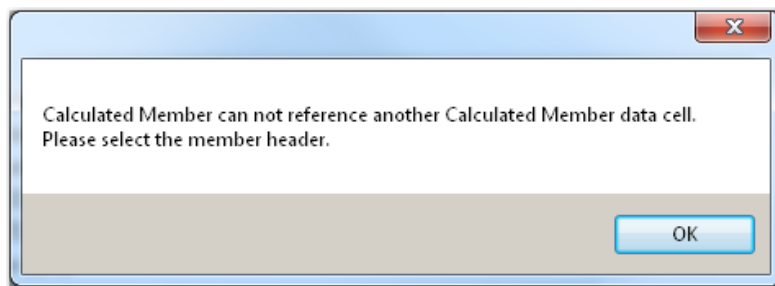 Calculated Member can not reference another Calculated Member data cell.
Please select the member header.
OK